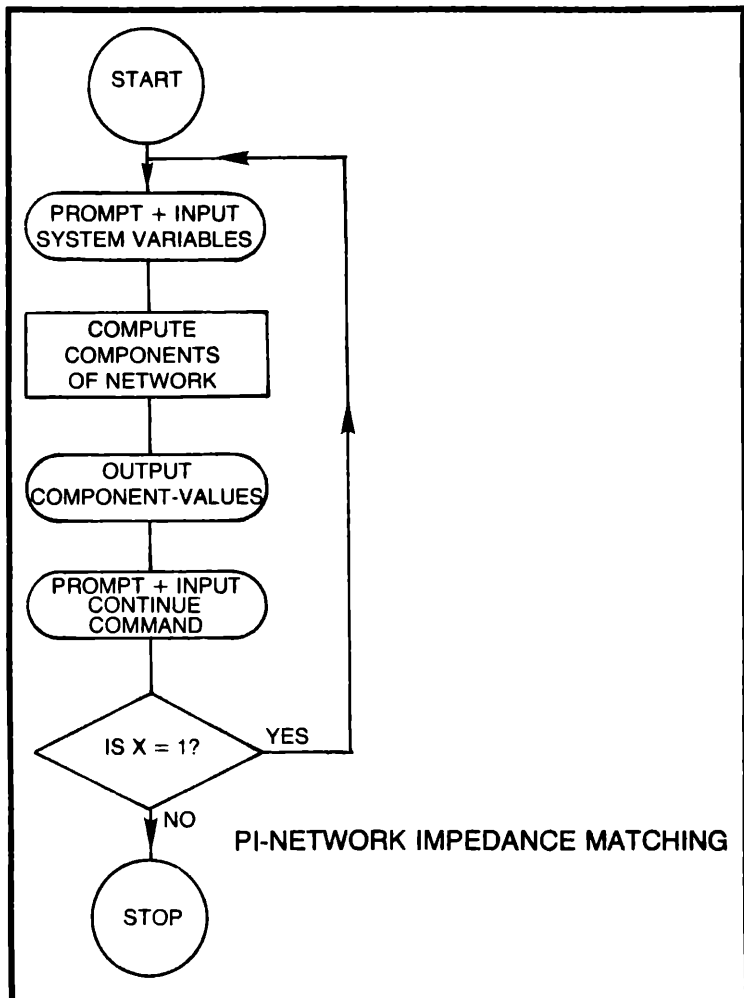 START
PROMPT + INPUT
SYSTEM VARIABLES
COMPUTE
COMPONENTS
OF NETWORK
OUTPUT
COMPONENT-VALUES
PROMPT + INPUT
CONTINUE
COMMAND
IS X = 1?
YES
NO
PI-NETWORK IMPEDANCE MATCHING
STOP